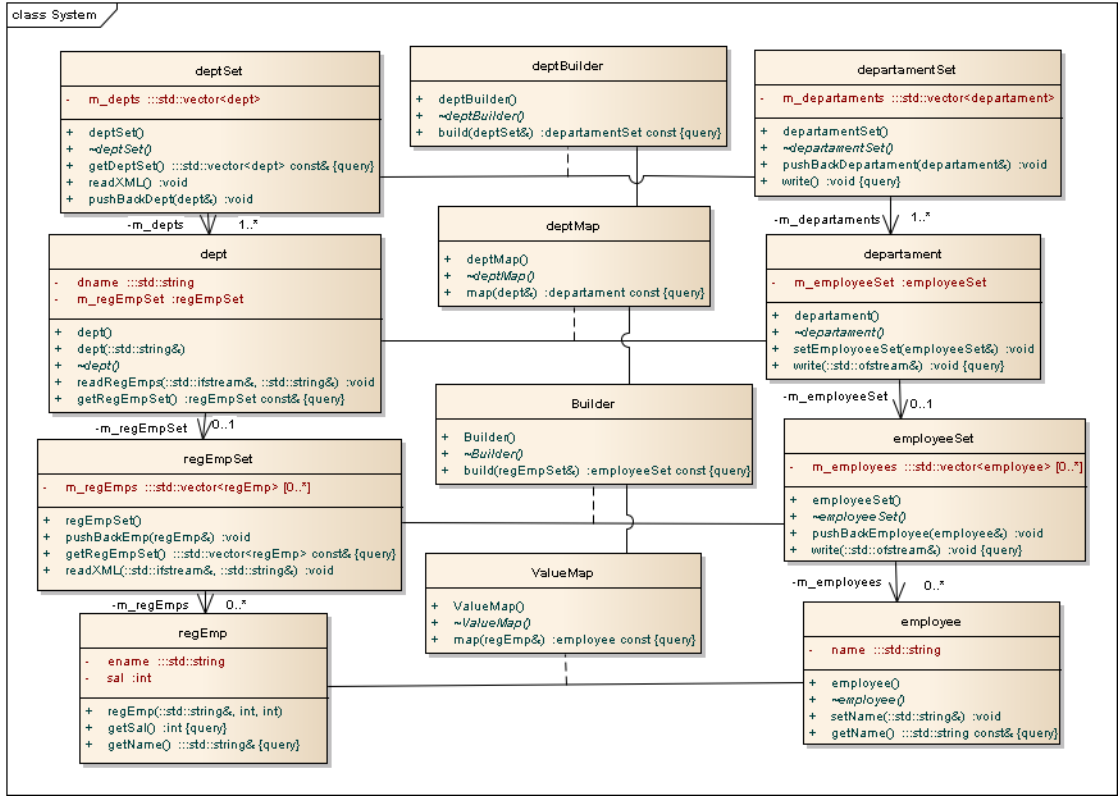 class System
deptSet
- m_depts :::std::vector<dept>
+ deptSet()
+ ~deptSet()
+ getDeptSet() :::std::vector<dept> const& {query}
+ readXML() :void
+ pushBackDept(dept&) :void
deptBuilder
+ deptBuilder()
+ ~deptBuilder()
+ build(deptSet&) :departamentSet const {query}
departamentSet
- m_departaments :::std::vector<departament>
+ departamentSet()
+ ~departamentSet()
+ pushBackDepartament(departament&) :void
+ write() :void {query}
-m_depts 1..*
-m_departaments 1..*
dept
- dname :::std::string
- m_regEmpSet :regEmpSet
+ dept()
+ dept(::std::string&)
+ ~dept()
+ readRegEmps(::std::ifstream&, ::std::string&) :void
+ getRegEmpSet() :regEmpSet const& {query}
deptMap
+ deptMap()
+ ~deptMap()
+ map(dept&) :departament const {query}
departament
- m_employeeSet :employeeSet
+ departament()
+ ~departament()
+ setEmployoeeSet(employeeSet&) :void
+ write(::std::ofstream&) :void {query}
-m_regEmpSet 0..1
-m_employeeSet 0..1
regEmpSet
- m_regEmps :::std::vector<regEmp> [0..*]
+ regEmpSet()
+ pushBackEmp(regEmp&) :void
+ getRegEmpSet() :::std::vector<regEmp> const& {query}
+ readXML(::std::ifstream&, ::std::string&) :void
Builder
+ Builder()
+ ~Builder()
+ build(regEmpSet&) :employeeSet const {query}
employeeSet
- m_employees :::std::vector<employee> [0..*]
+ employeeSet()
+ ~employeeSet()
+ pushBackEmployee(employee&) :void
+ write(::std::ofstream&) :void {query}
-m_regEmps 0..*
-m_employees 0..*
regEmp
- ename :::std::string
- sal :int
+ regEmp(::std::string&, int, int)
+ getSal() :int {query}
+ getName() :::std::string& {query}
ValueMap
+ ValueMap()
+ ~ValueMap()
+ map(regEmp&) :employee const {query}
employee
- name :::std::string
+ employee()
+ ~employee()
+ setName(::std::string&) :void
+ getName() :::std::string const& {query}